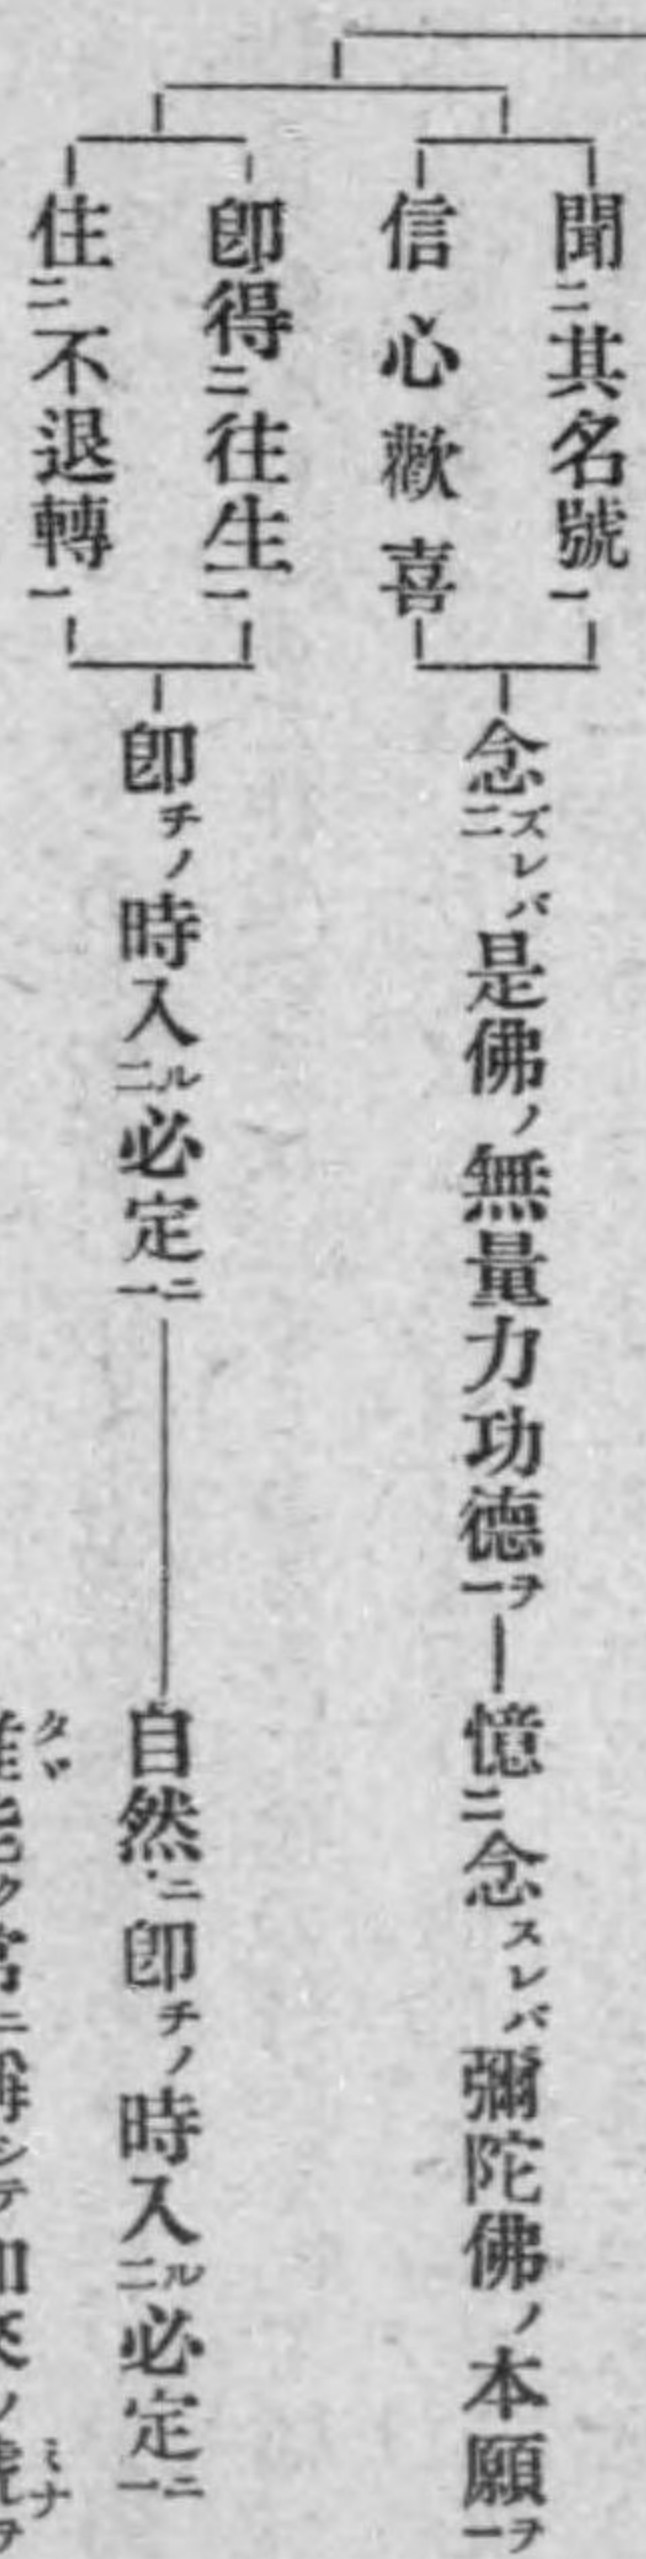 聞二其名號一
信心歡喜
卽得二往生一
住二不退轉一
念ズレバ二是佛ノ無量力功德ヲ一
憶二念スレバ彌陀佛ノ本願ヲ一
卽チノ時入ル二必定ニ一
自然ニ卽チノ時入ル二必定ニ一